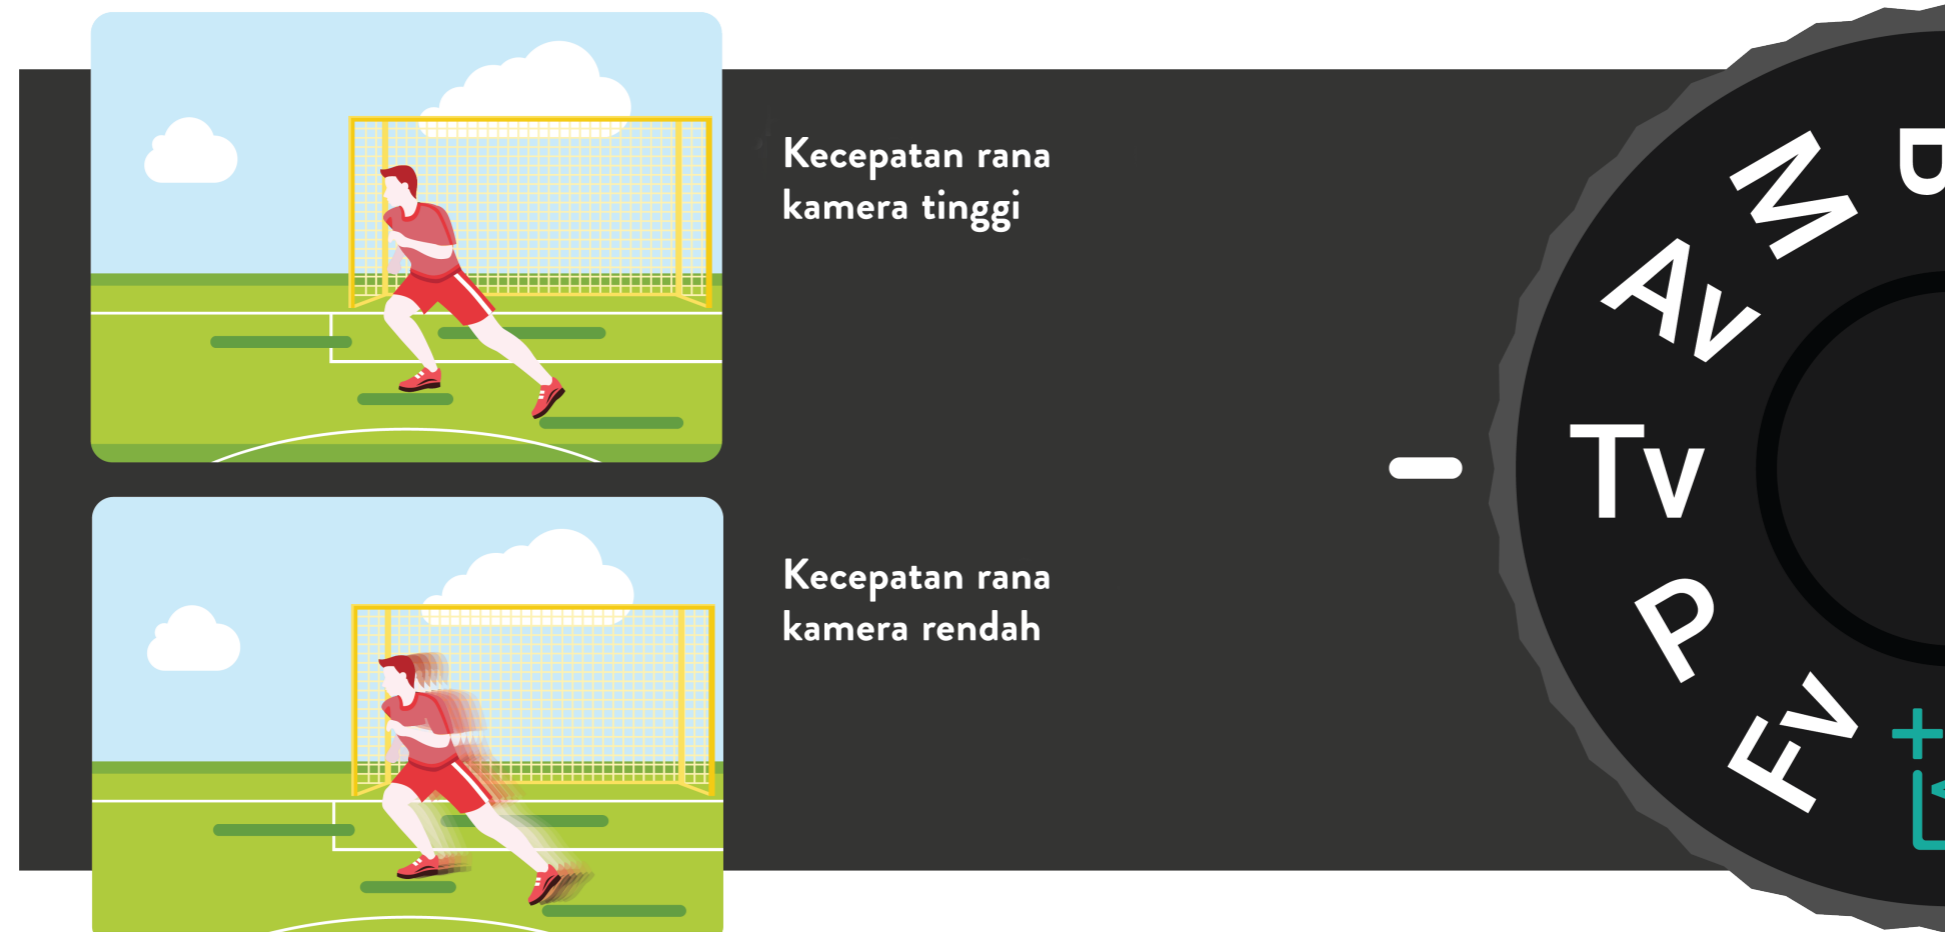 Kecepatan rana
kamera tinggi
Kecepatan rana
kamera rendah
B
M
Av
Tv
P
Fv